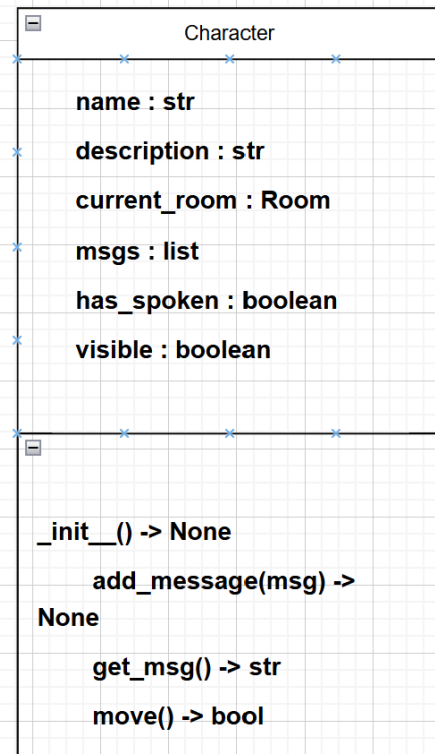 Character
name : str
description : str
current_room : Room
msgs : list
has_spoken : boolean
visible : boolean
_init__() -> None
add_message(msg) ->
None
get_msg() -> str
move() -> bool